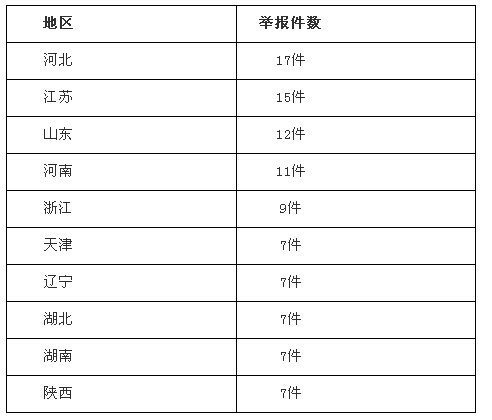 地区 举报件数
河北 17件
江苏 15件
山东 12件
河南 11件
浙江 9件
天津 7件
辽宁 7件
湖北 7件
湖南 7件
陕西 7件